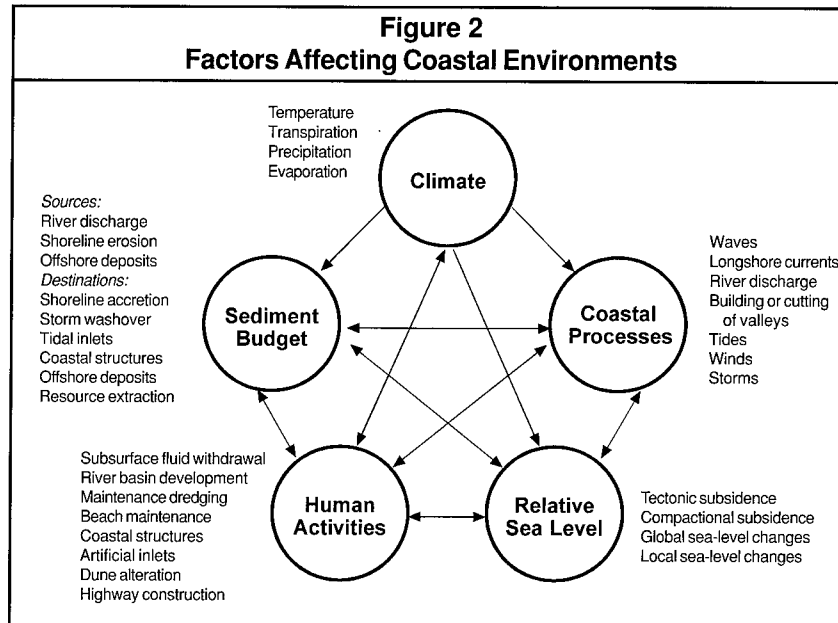 Figure 2
Factors Affecting Coastal Environments
Temperature
Transpiration
Precipitation
Evaporation
Climate
Sources:
River discharge
Shoreline erosion
Offshore deposits
Destinations:
Shoreline accretion
Storm washover
Tidal inlets
Coastal structures
Offshore deposits
Resource extraction
Sediment
Budget
Coastal
Processes
Waves
Longshore currents
River discharge
Building or cutting
of valleys
Tides
Winds
Storms
Subsurface fluid withdrawal
River basin development
Maintenance dredging
Beach maintenance
Coastal structures
Artificial inlets
Dune alteration
Highway construction
Human
Activities
Relative
Sea Level
Tectonic subsidence
Compactional subsidence
Global sea-level changes
Local sea-level changes